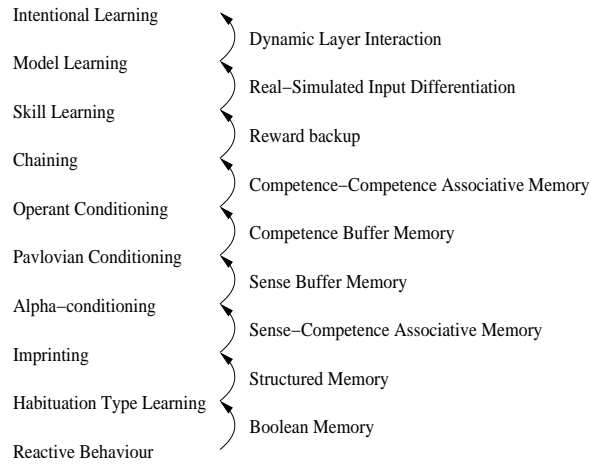 Intentional Learning
Dynamic Layer Interaction
Model Learning
Real−Simulated Input Differentiation
Skill Learning
Reward backup
Chaining
Competence−Competence Associative Memory
Operant Conditioning
Competence Buffer Memory
Pavlovian Conditioning
Sense Buffer Memory
Alpha−conditioning
Sense−Competence Associative Memory
Imprinting
Structured Memory
Habituation Type Learning
Boolean Memory
Reactive Behaviour